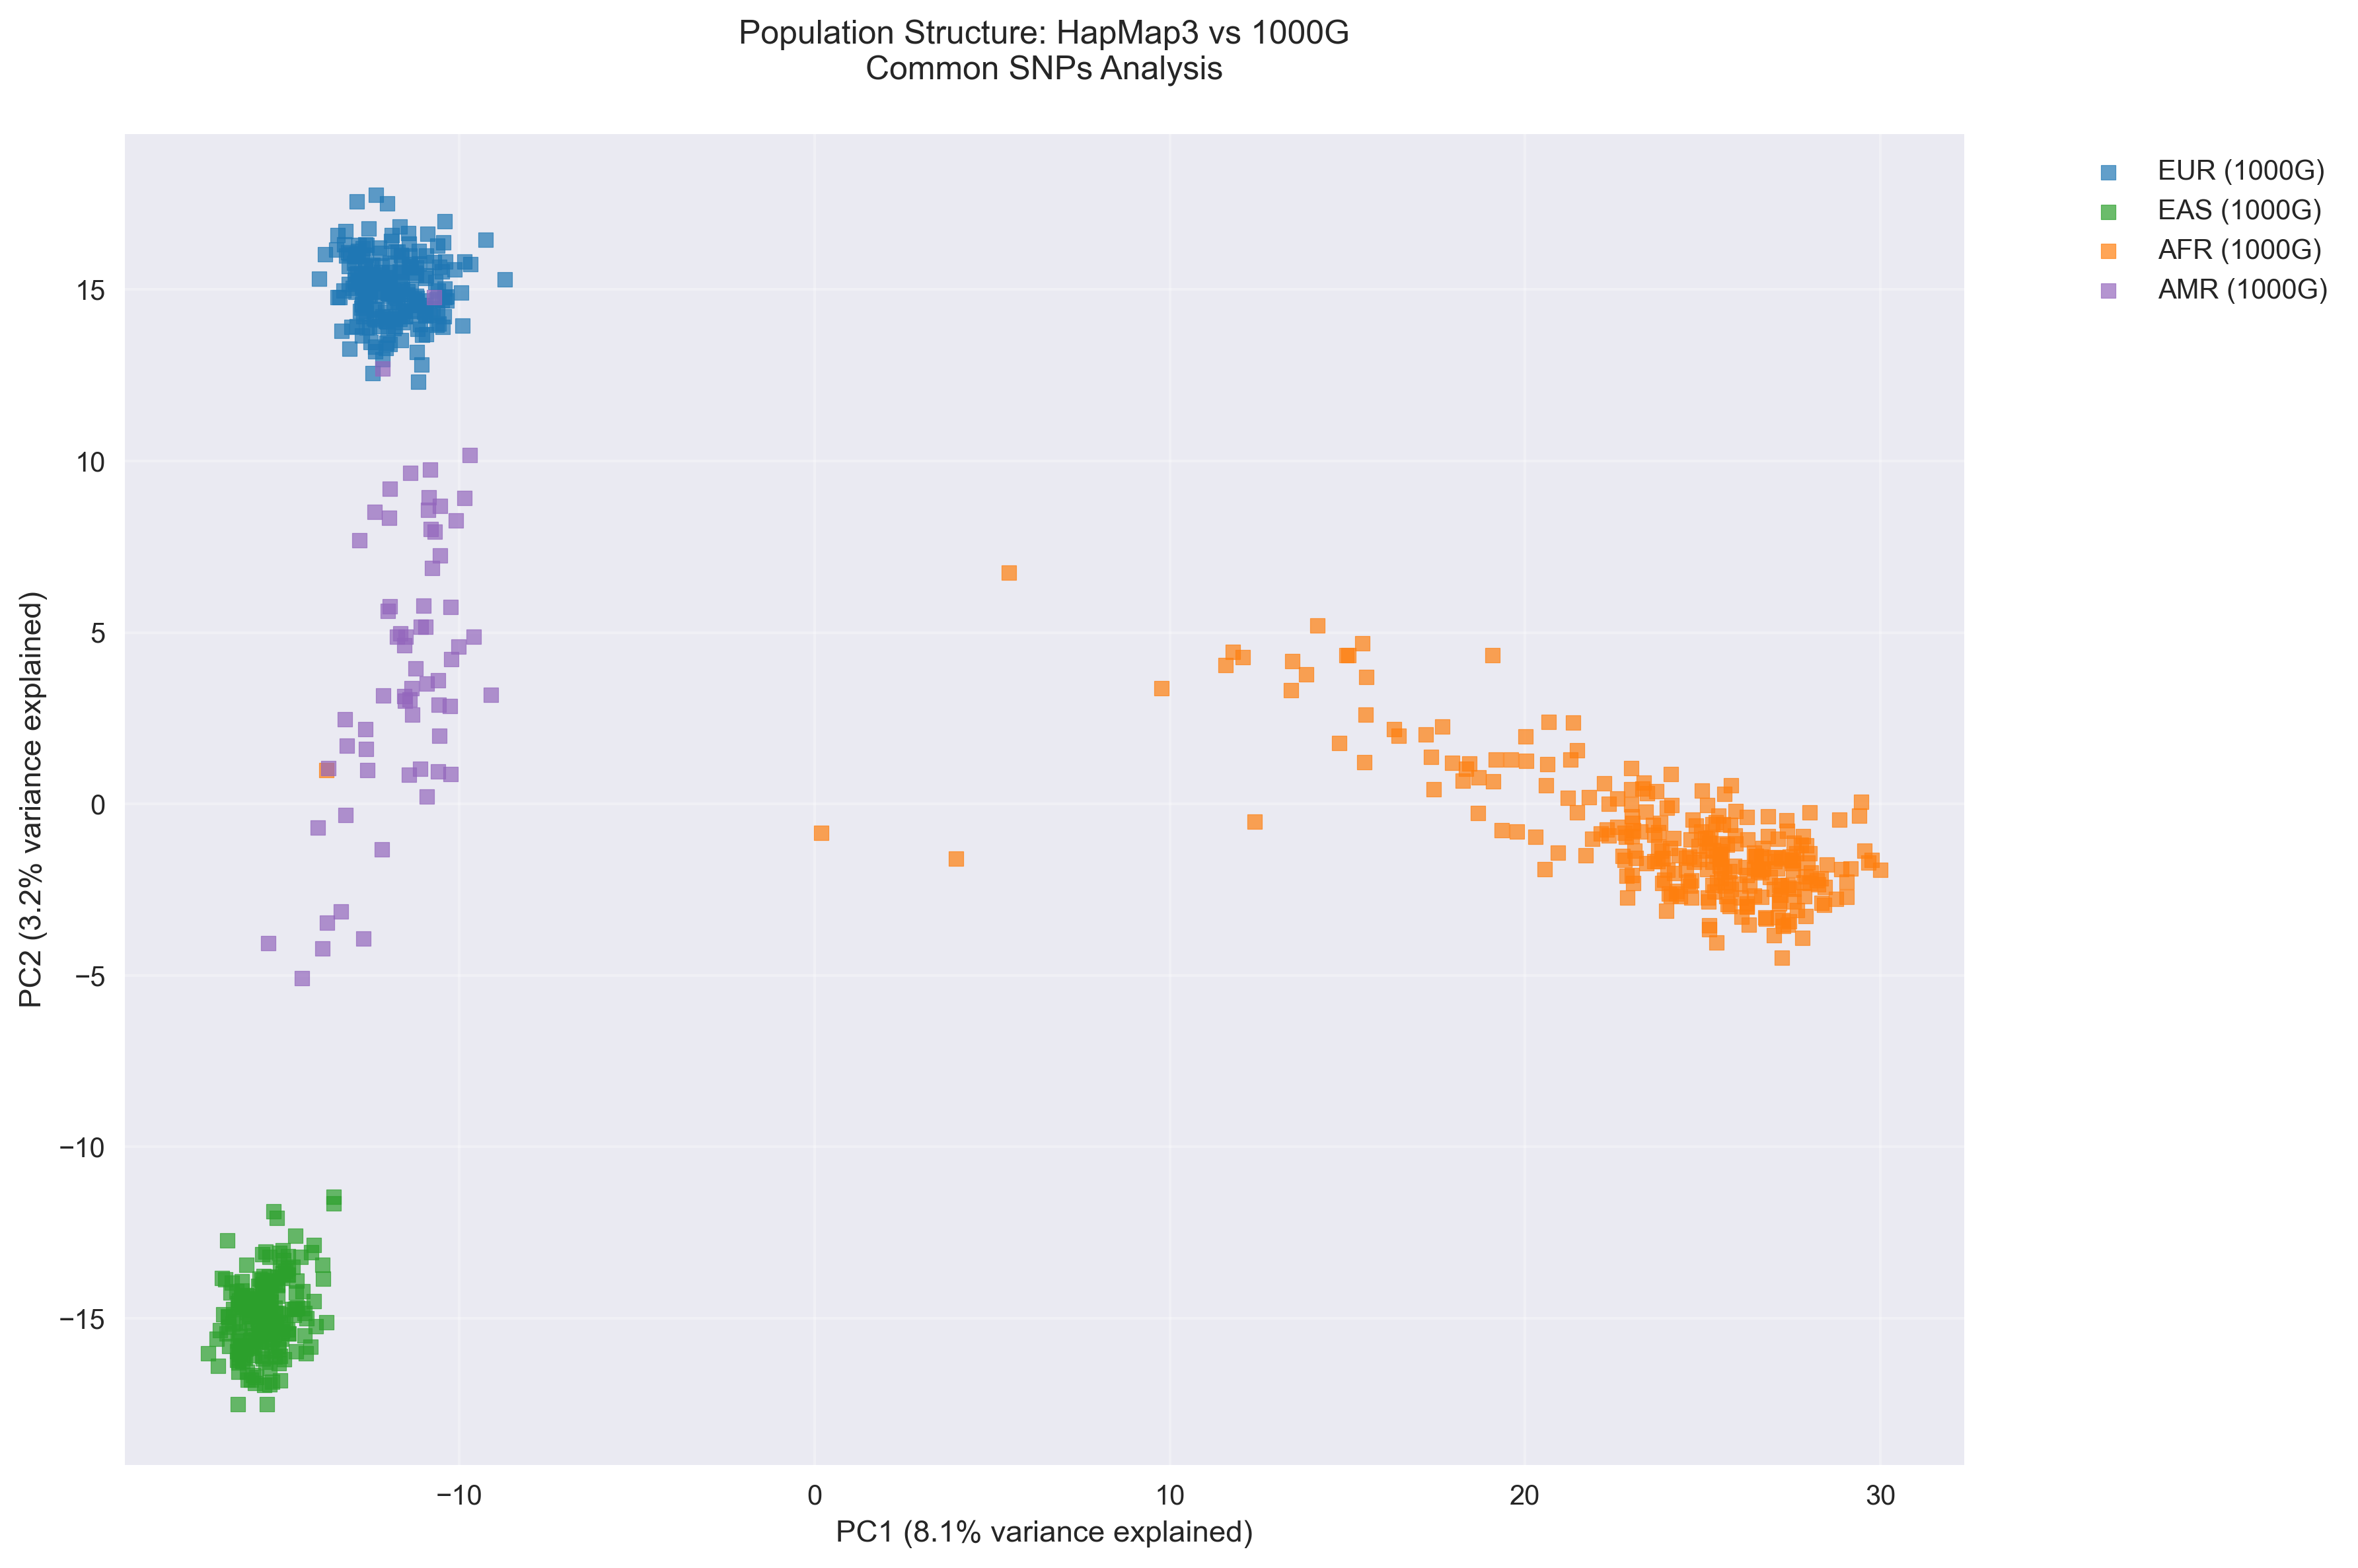 Population Structure: HapMap3 vs 1000G
Common SNPs Analysis
EUR (1000G)
EAS (1000G)
AFR (1000G)
AMR (1000G)
PC2 (3.2% variance explained)
15
10
5
0
−5
−10
−15
−10
0
10
20
30
PC1 (8.1% variance explained)